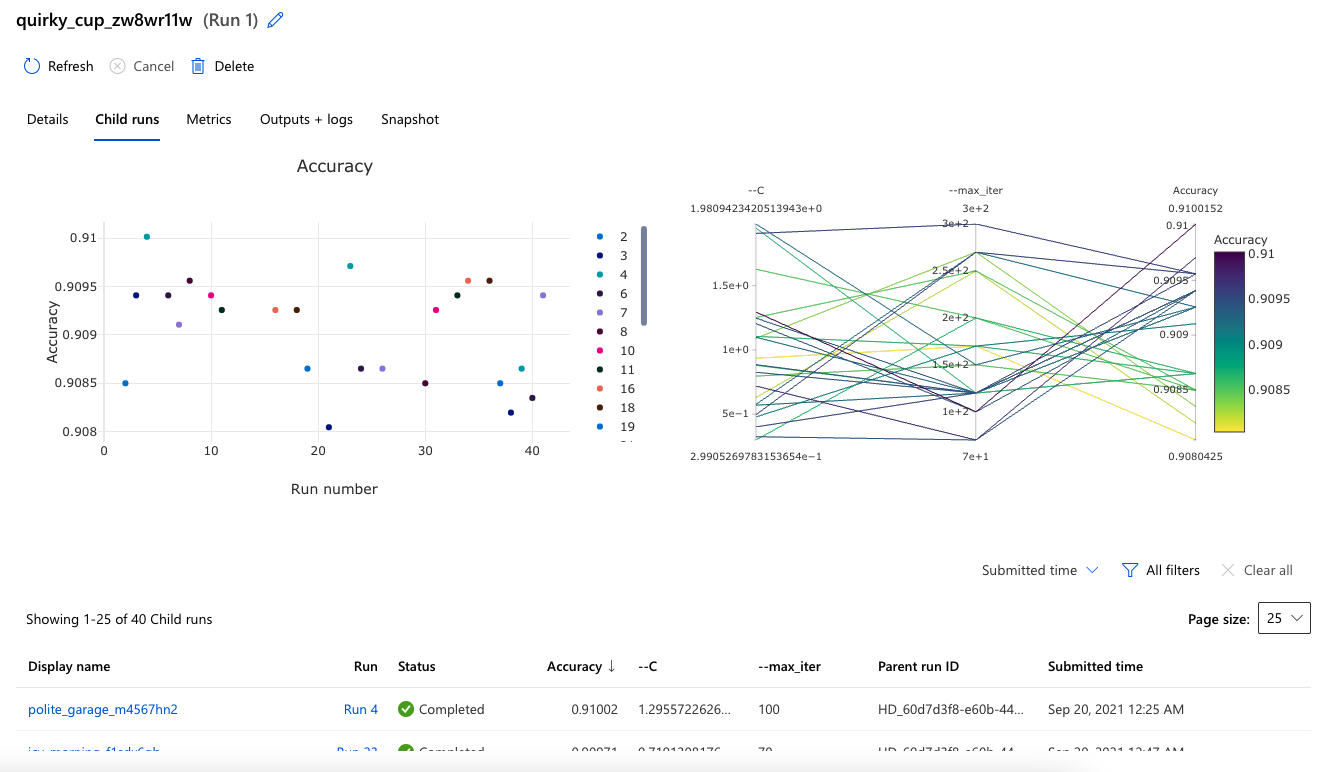 quirky_cup_zw8wr11w (Run 1)
Refresh Cancel Delete
Details Child runs Metrics Outputs + logs Snapshot
Accuracy
0.91
0.9095
0.909
0.9085
0.908
Accuracy
0 10 20 30 40
Run number
2
3
4
6
7
8
10
11
16
18
19
--C --max_iter Accuracy
1.9809423420513943e+0 3e+2 0.9100152
1.5e+0
1e+0
5e−1
2.9905269783153654e−1
3e+2
2.5e+2
2e+2
1.5e+2
1e+2
7e+1
0.91
0.9095
0.909
0.9085
0.9080425
Accuracy
0.91
0.9095
0.909
0.9085
Submitted time All filters Clear all
Showing 1-25 of 40 Child runs Page size: 25
Display name Run Status Accuracy ↓ --C --max_iter Parent run ID Submitted time
polite_garage_m4567hn2 Run 4 Completed 0.91002 1.2955722626... 100 HD_60d7d3f8-e60b-44... Sep 20, 2021 12:25 AM
Completed 0.90971 70 HD_60d7d3f8-e60b-44... Sep 20, 2021 12:47 AM